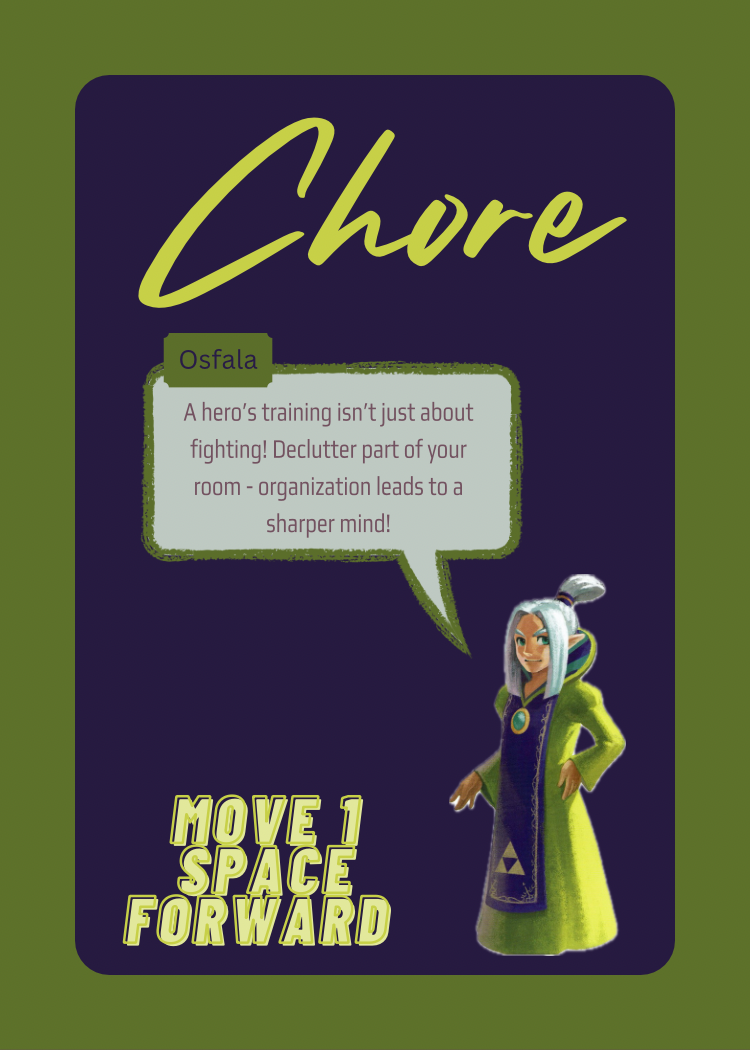 Chore
Osfala
A hero's training isn't just about
fighting! Declutter part of your
room - organization leads to a
sharper mind!
MOVE 1
SPACE
FORWARD